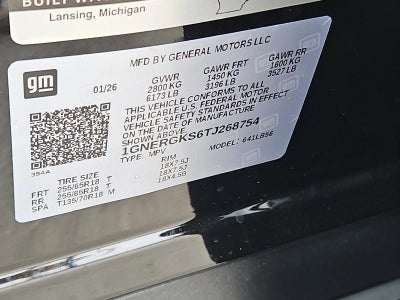 BUILT WITH
Lansing, Michigan
gm
MFD BY GENERAL MOTORS LLC
01/26
GVWR GAWR FRT GAWR RR
2800 KG 1450 KG 1600 KG
6173 LB 3196 LB 3527 LB
THIS VEHICLE CONFORMS TO ALL
APPLICABLE U.S. FEDERAL MOTOR
VEHICLE SAFETY STANDARDS IN EFFECT
ON THE DATE OF MANUFACTURE
SHOWN ABOVE.
1GNERGKS6TJ268754
TYPE: MPV MODEL: 641LB56
3B4A
TIRE SIZE RIM
FRT 255/65R18 T 18X7.5J
RR 255/65R18 T 18X7.5J
SPA T135/70R18 M 18X4.5B